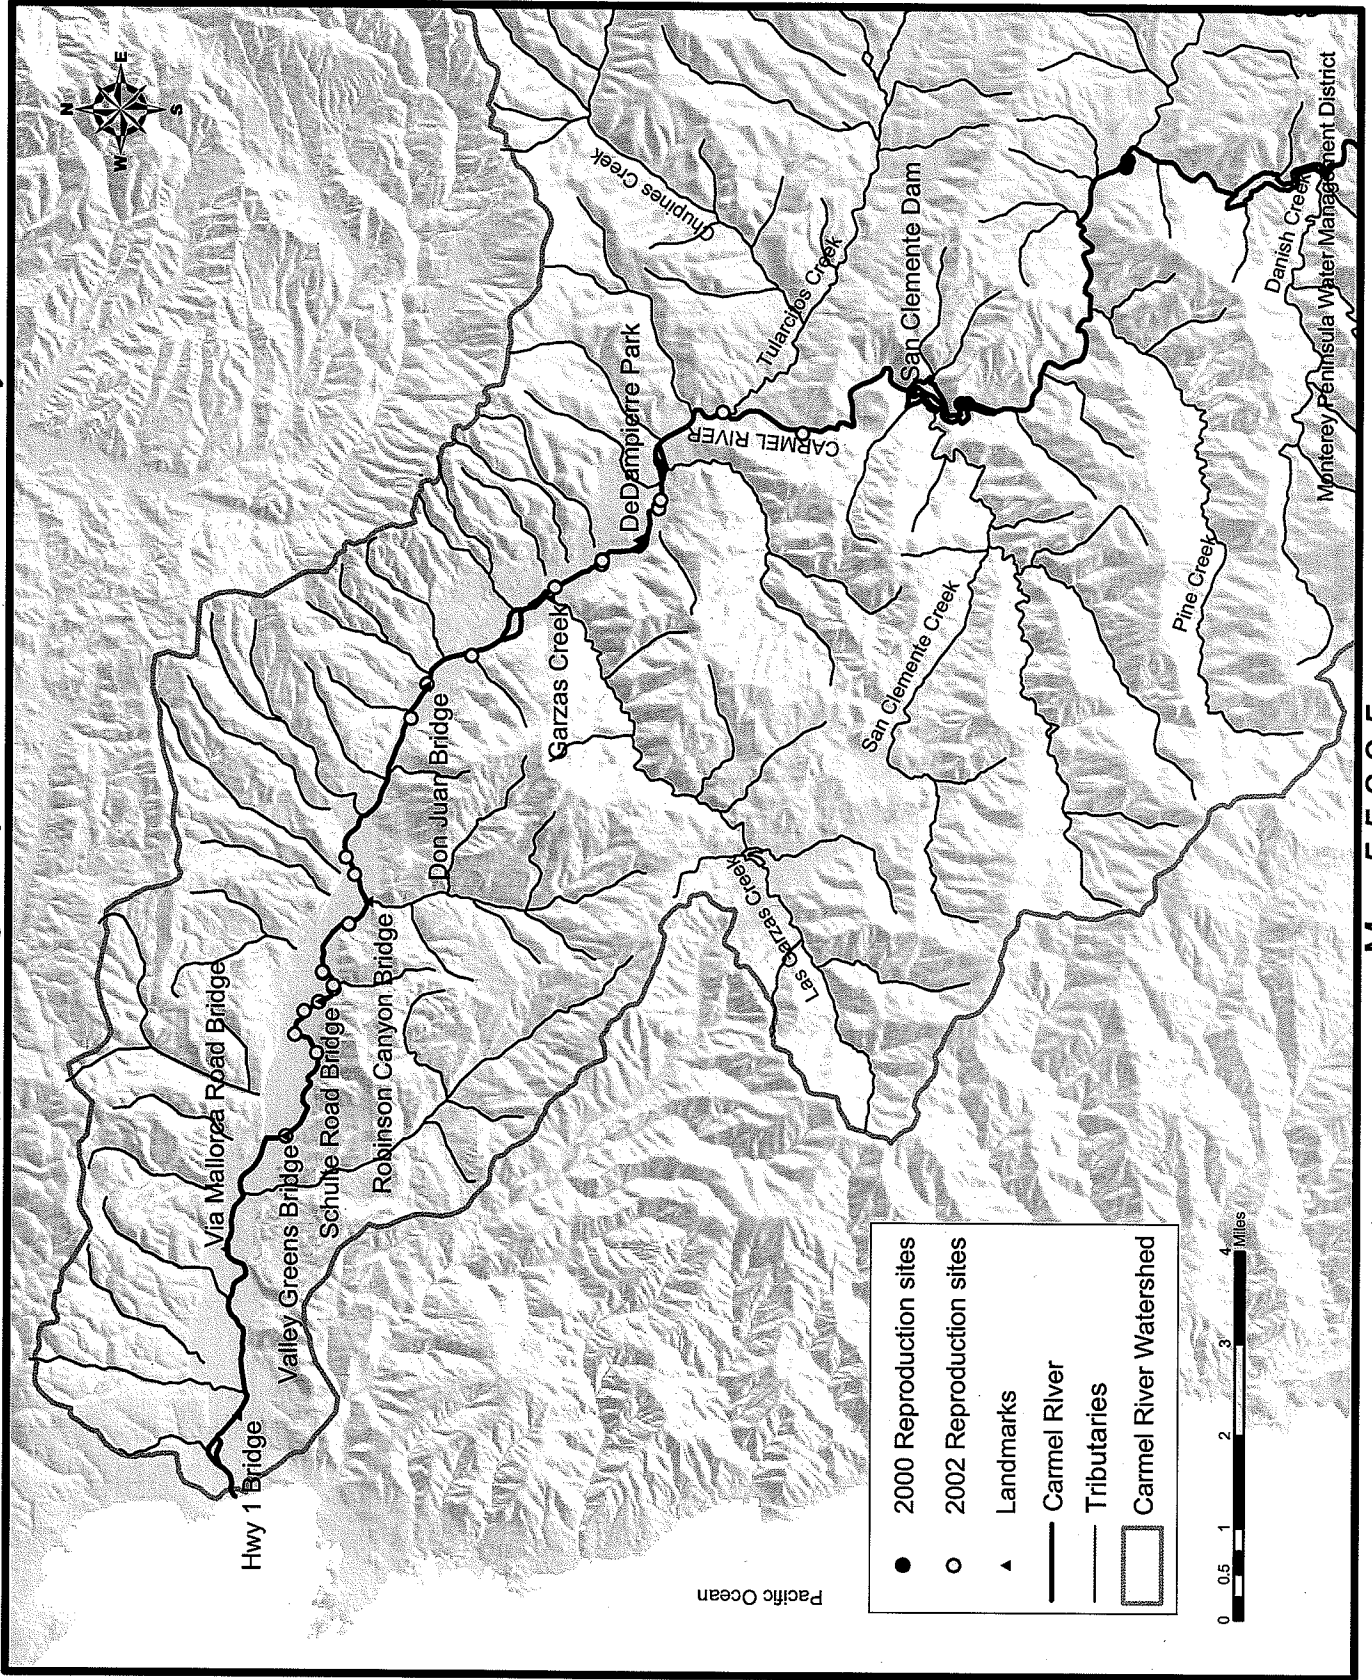 N
E
S
W
Chupines Creek
Tularcitos Creek
San Clemente Dam
Danish Creek
Monterey Peninsula Water Management District
DeDampierre Park
CARMEL RIVER
Garzas Creek
San Clemente Creek
Pine Creek
Don Juan Bridge
Las Garzas Creek
Robinson Canyon Bridge
Schulte Road Bridge
Via Mallorca Road Bridge
Valley Greens Bridge
Hwy 1 Bridge
Pacific Ocean
2000 Reproduction sites
2002 Reproduction sites
Landmarks
Carmel River
Tributaries
Carmel River Watershed
0 0.5 1 2 3 4
Miles